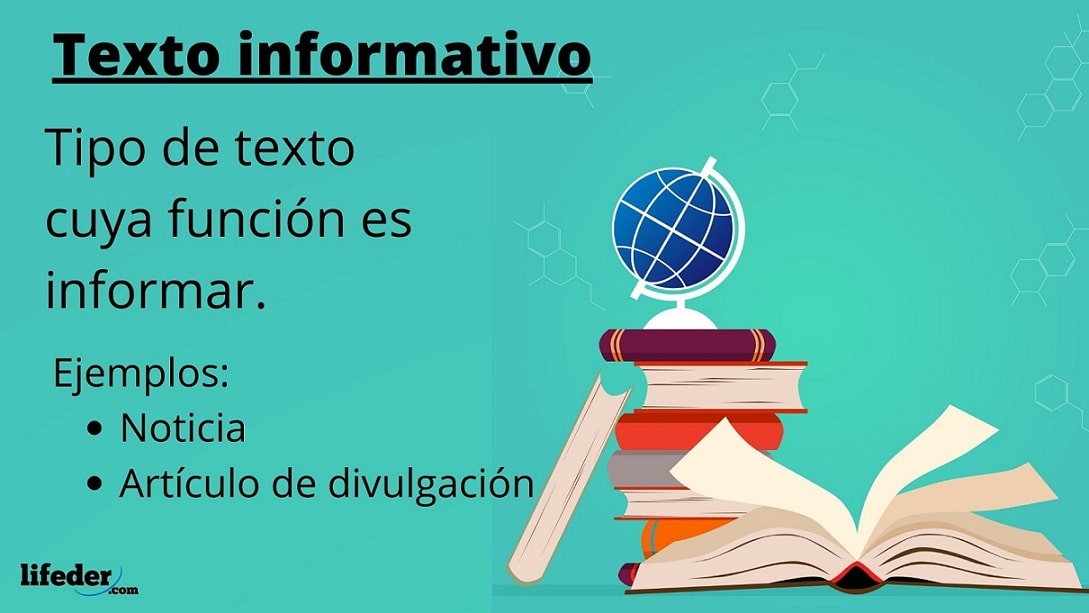 Texto informativo
Tipo de texto
cuya función es
informar.
Ejemplos:
• Noticia
• Artículo de divulgación
lifeder.com